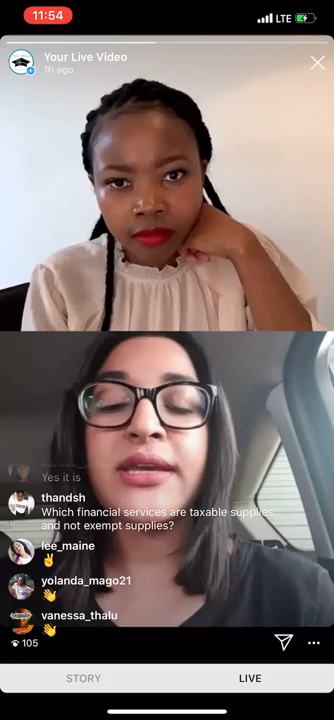 11:54
LTE
Your Live Video
1h ago
Yes it is
thandsh
Which financial services are taxable supplies
and not exempt supplies?
lee_maine
✌
yolanda_mago21
👋
vanessa_thalu
👋
105
STORY
LIVE